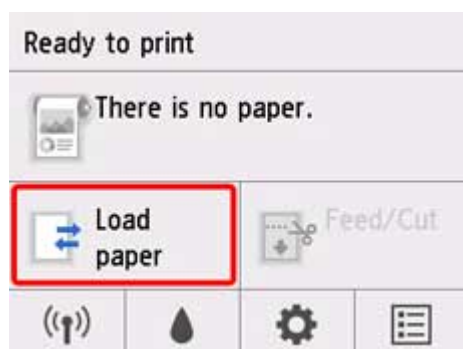 Ready to print
There is no paper.
Load
paper
Feed/Cut